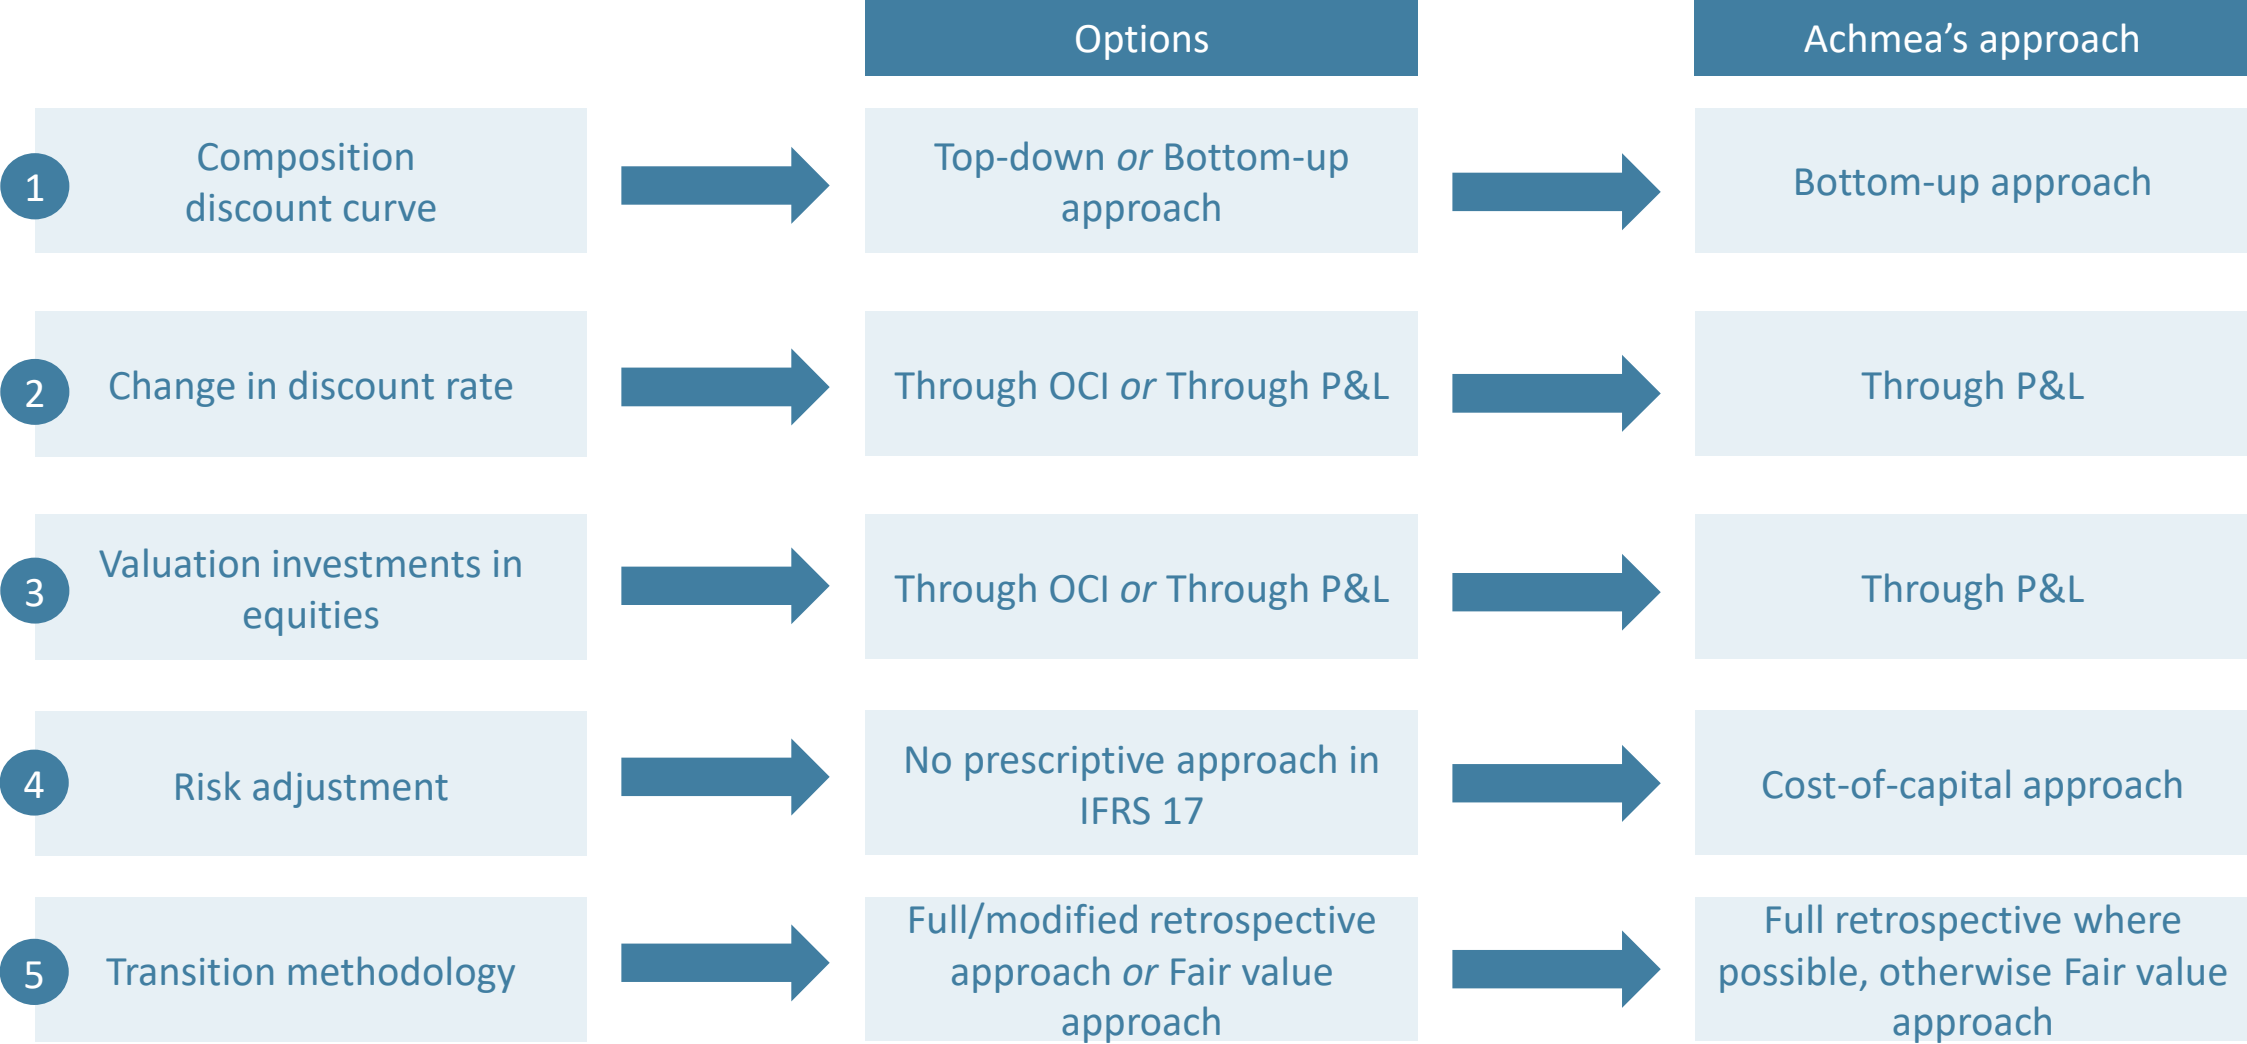 Options
Achmea’s approach
1
Composition
discount curve
Top-down or Bottom-up
approach
Bottom-up approach
2
Change in discount rate
Through OCI or Through P&L
Through P&L
3
Valuation investments in
equities
Through OCI or Through P&L
Through P&L
4
Risk adjustment
No prescriptive approach in
IFRS 17
Cost-of-capital approach
5
Transition methodology
Full/modified retrospective
approach or Fair value
approach
Full retrospective where
possible, otherwise Fair value
approach